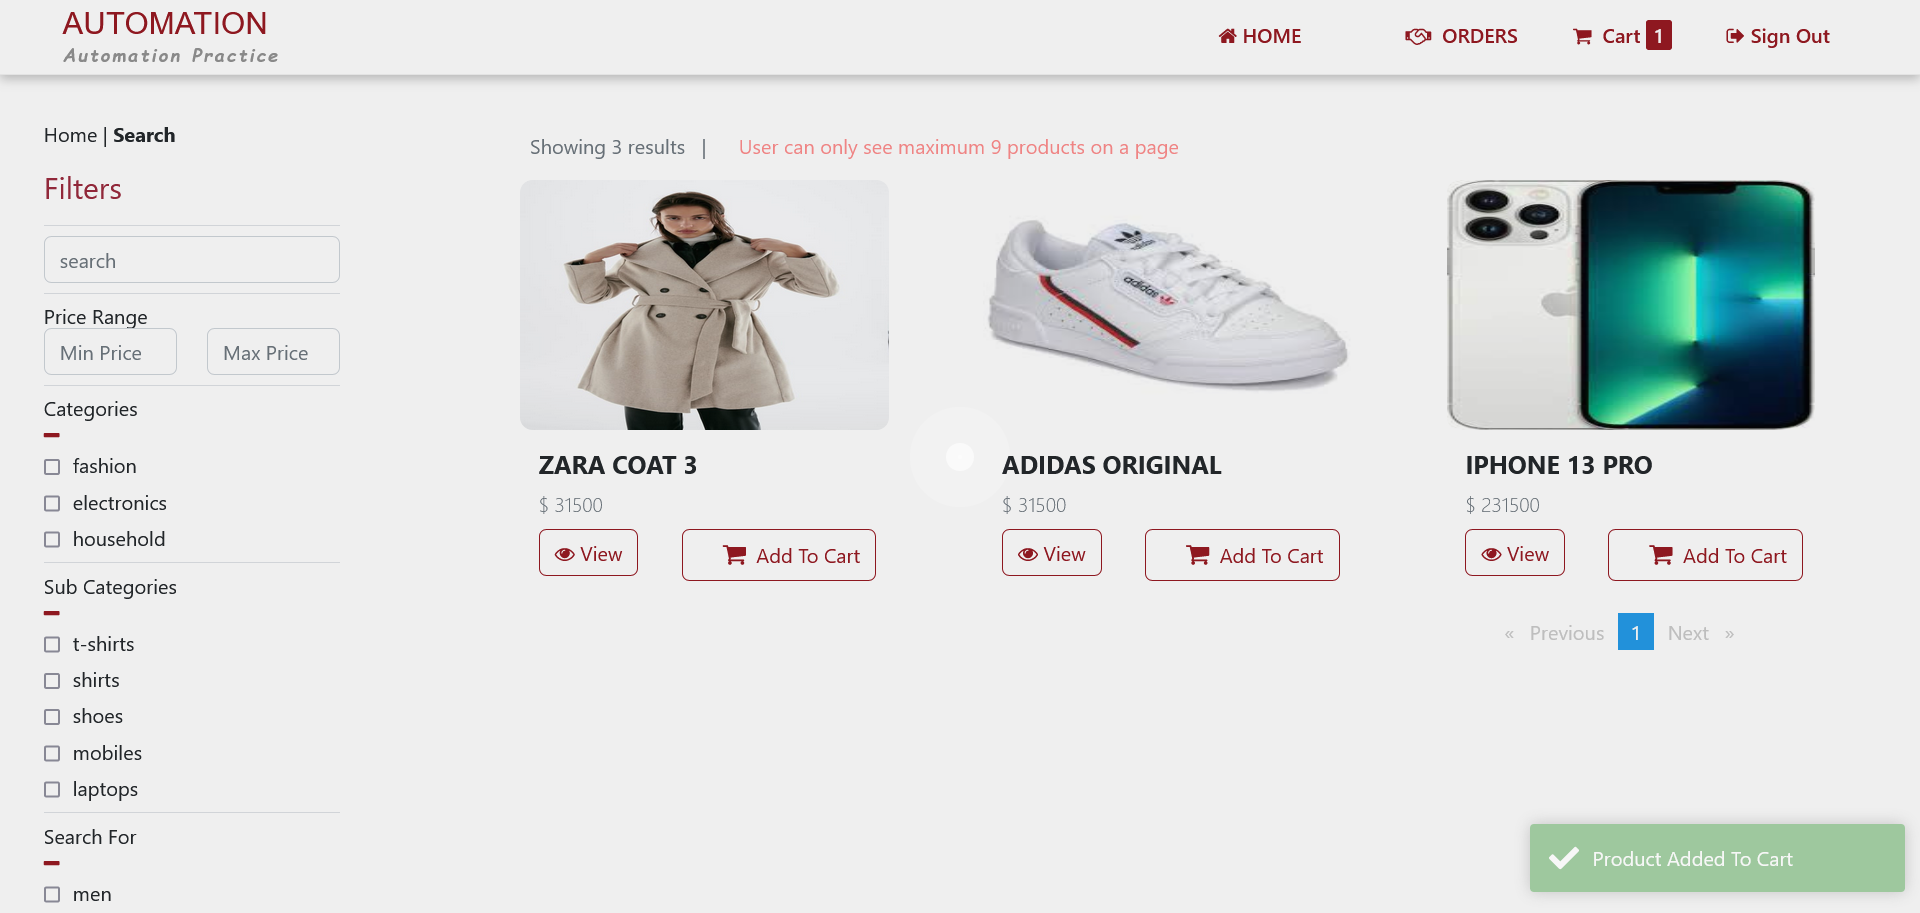 AUTOMATION
Automation Practice
HOME
ORDERS
Cart 1
Sign Out
Home | Search
Filters
search
Price Range
Min Price
Max Price
Categories
fashion
electronics
household
Sub Categories
t-shirts
shirts
shoes
mobiles
laptops
Search For
men
Showing 3 results |
User can only see maximum 9 products on a page
adidas
adidas
ZARA COAT 3
$ 31500
View
Add To Cart
ADIDAS ORIGINAL
$ 31500
View
Add To Cart
IPHONE 13 PRO
$ 231500
View
Add To Cart
« Previous 1 Next »
Product Added To Cart